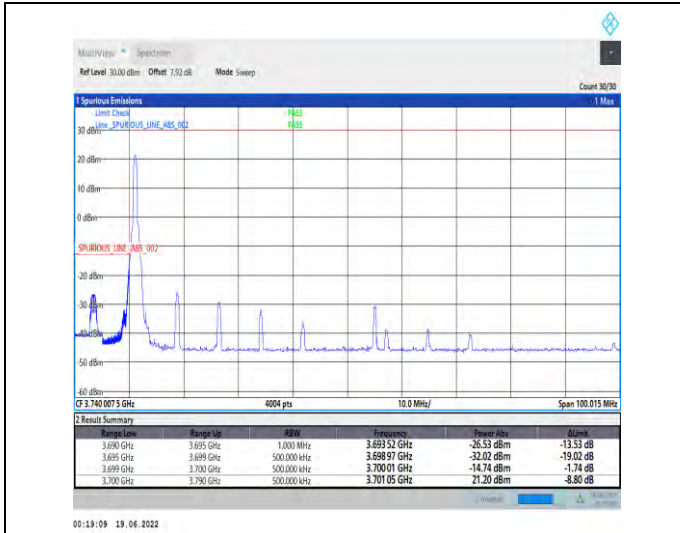 MultiView Spectrum
Ref Level 30.00 dBm Offset 7.92 dB Mode Sweep
Count 30/30
1 Spurious Emissions 1 Max
Limit Check PASS
Line _SPURIOUS_LINE_ABS_002 PASS
30 dBm
20 dBm
10 dBm
0 dBm
SPURIOUS_LINE_ABS_002
-20 dBm
-30 dBm
-40 dBm
-50 dBm
-60 dBm
CF 3.740 007 5 GHz 4004 pts 10.0 MHz/ Span 100.015 MHz
2 Result Summary
Range Low Range Up RBW Frequency Power Abs ΔLimit
3.690 GHz 3.695 GHz 1.000 MHz 3.693 52 GHz -26.53 dBm -13.53 dB
3.695 GHz 3.699 GHz 500.000 kHz 3.698 97 GHz -32.02 dBm -19.02 dB
3.699 GHz 3.700 GHz 500.000 kHz 3.700 01 GHz -14.74 dBm -1.74 dB
3.700 GHz 3.790 GHz 500.000 kHz 3.701 05 GHz 21.20 dBm -8.80 dB
00:19:09 19.06.2022